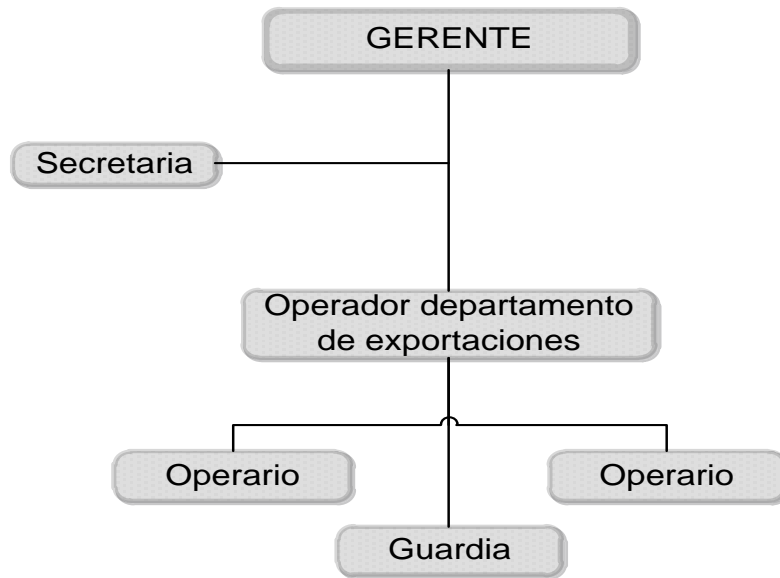 GERENTE
Secretaria
Operador departamento
de exportaciones
Operario
Operario
Guardia